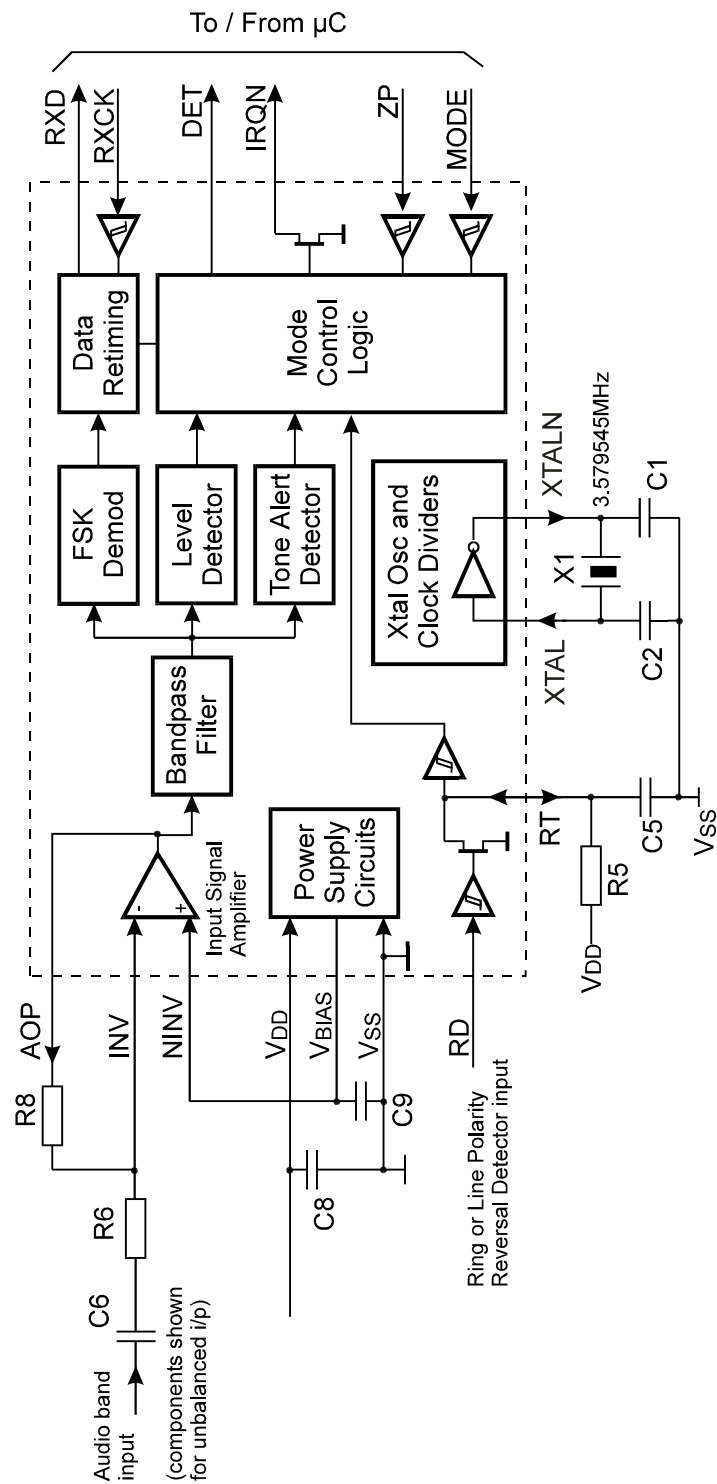 To / From µC
RXD
RXCK
DET
IRQN
ZP
MODE
Data
Retiming
Mode
Control
Logic
FSK
Demod
Level
Detector
Tone Alert
Detector
Xtal Osc and
Clock Dividers
XTALN
XTAL
3.579545MHz
X1
C1
C2
Bandpass
Filter
Input Signal
Amplifier
-
+
Power
Supply
Circuits
RT
C5
R5
VDD
VSS
AOP
INV
NINV
VDD
VBIAS
VSS
RD
R8
R6
C6
C8
C9
Ring or Line Polarity
Reversal Detector input
Audio band
input
(components shown
for unbalanced i/p)